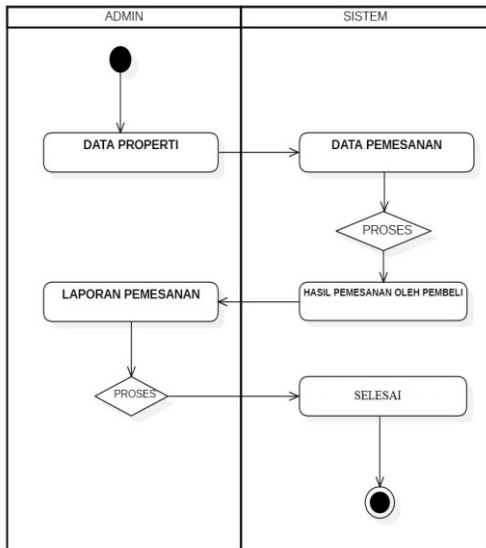 ADMIN
SISTEM
DATA PROPERTI
DATA PEMESANAN
PROSES
LAPORAN PEMESANAN
HASIL PEMESANAN OLEH PEMBELI
PROSES
SELESAI